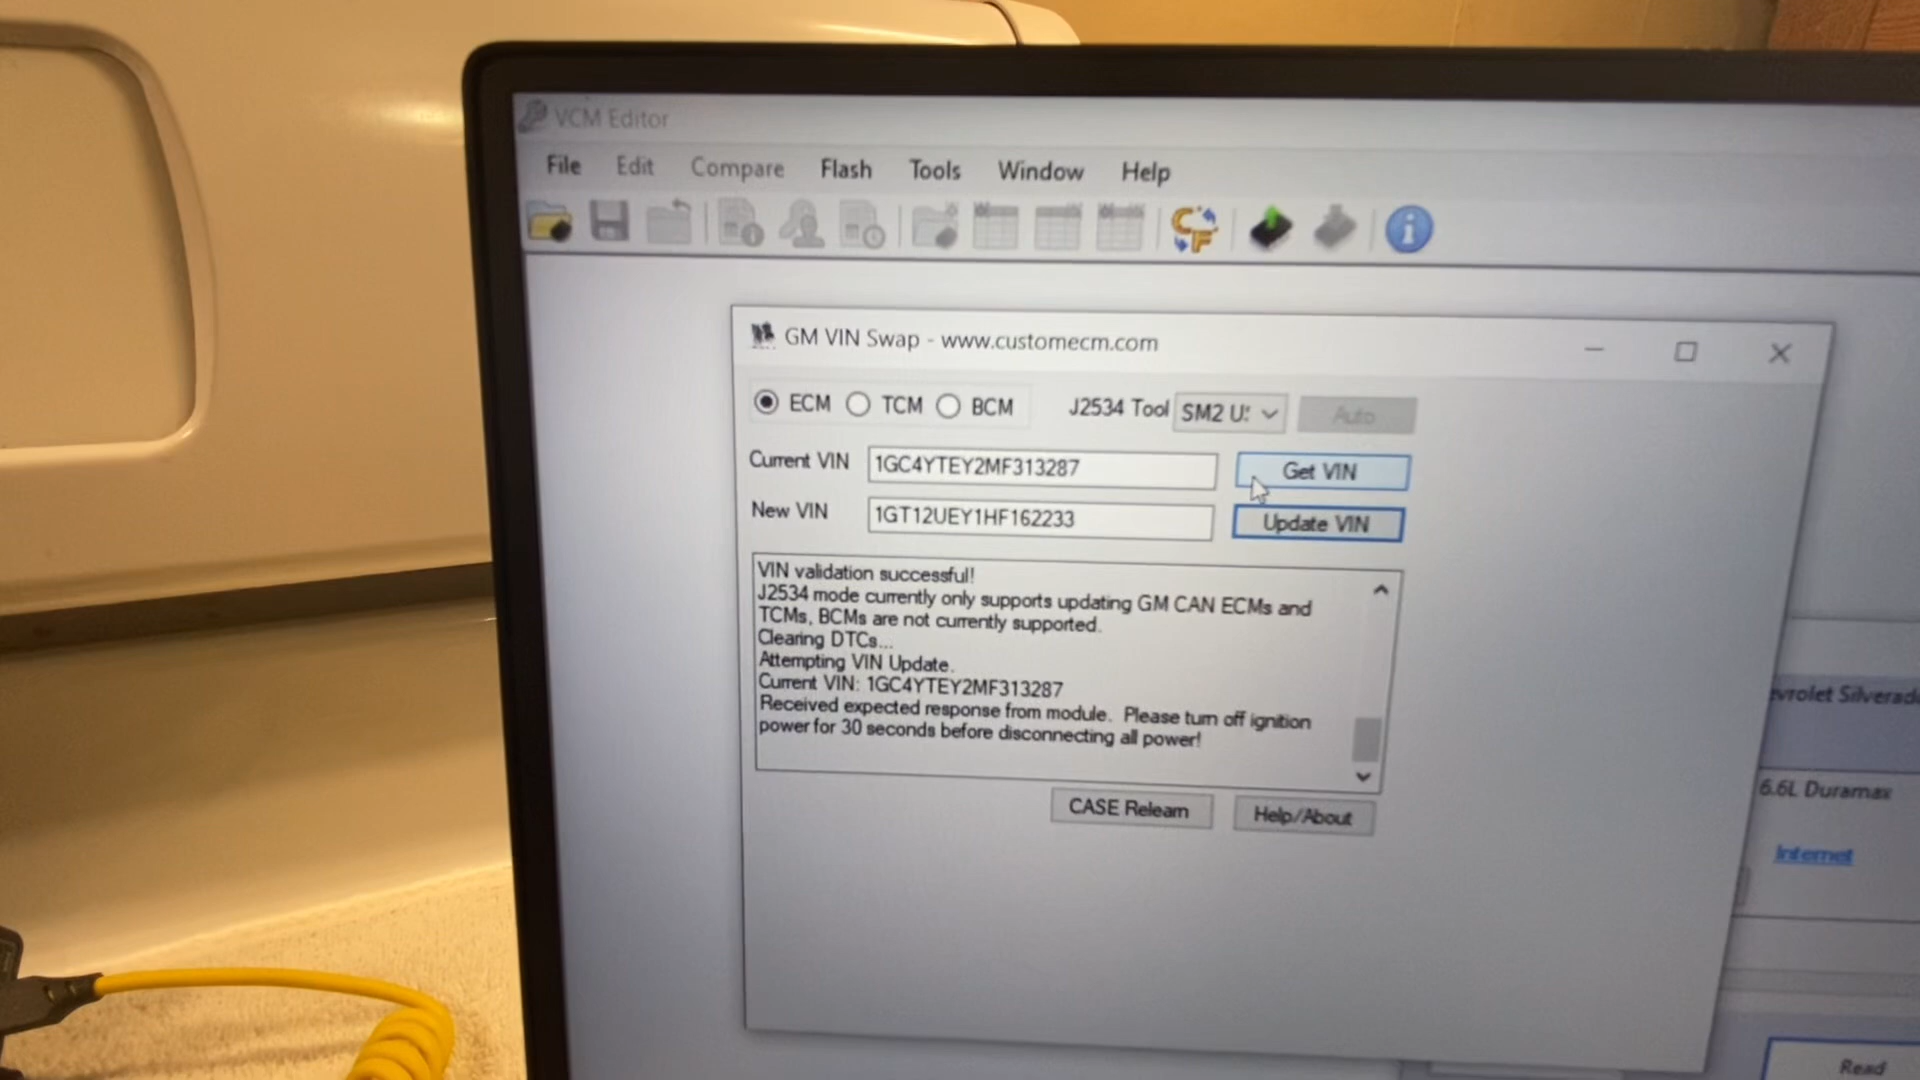 VCM Editor
File Edit Compare Flash Tools Window Help
GM VIN Swap - www.customecm.com
ECM TCM BCM J2534 Tool SM2 U: Auto
Current VIN 1GC4YTEY2MF313287 Get VIN
New VIN 1GT12UEY1HF162233 Update VIN
VIN validation successful!
J2534 mode currently only supports updating GM CAN ECMs and
TCMs, BCMs are not currently supported.
Clearing DTCs...
Attempting VIN Update.
Current VIN: 1GC4YTEY2MF313287
Received expected response from module. Please turn off ignition
power for 30 seconds before disconnecting all power!
CASE Relearn Help/About
evrolet Silverado
6.6L Duramax
Internet
Read